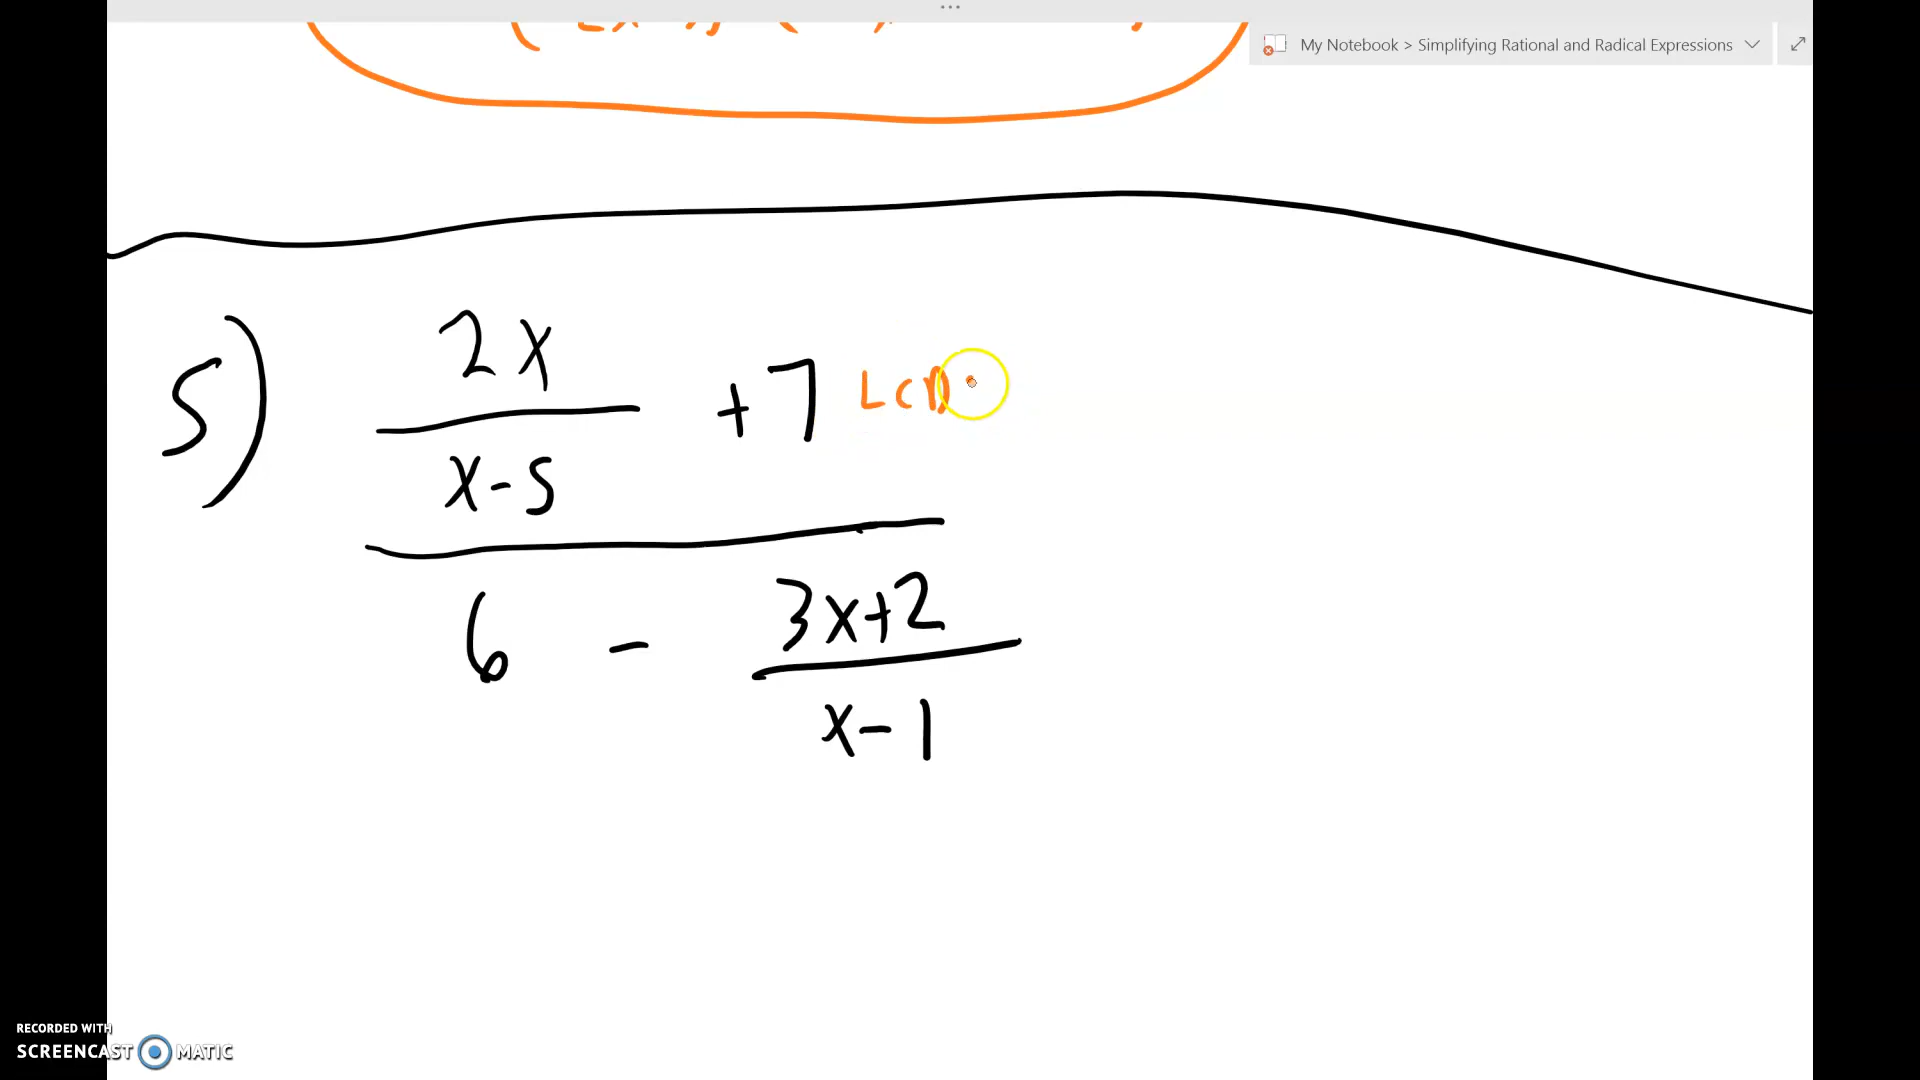 My Notebook > Simplifying Rational and Radical Expressions
5)
2x
+7 LCD:
x-5
6 - 3x+2
x-1
RECORDED WITH
SCREENCAST MATIC